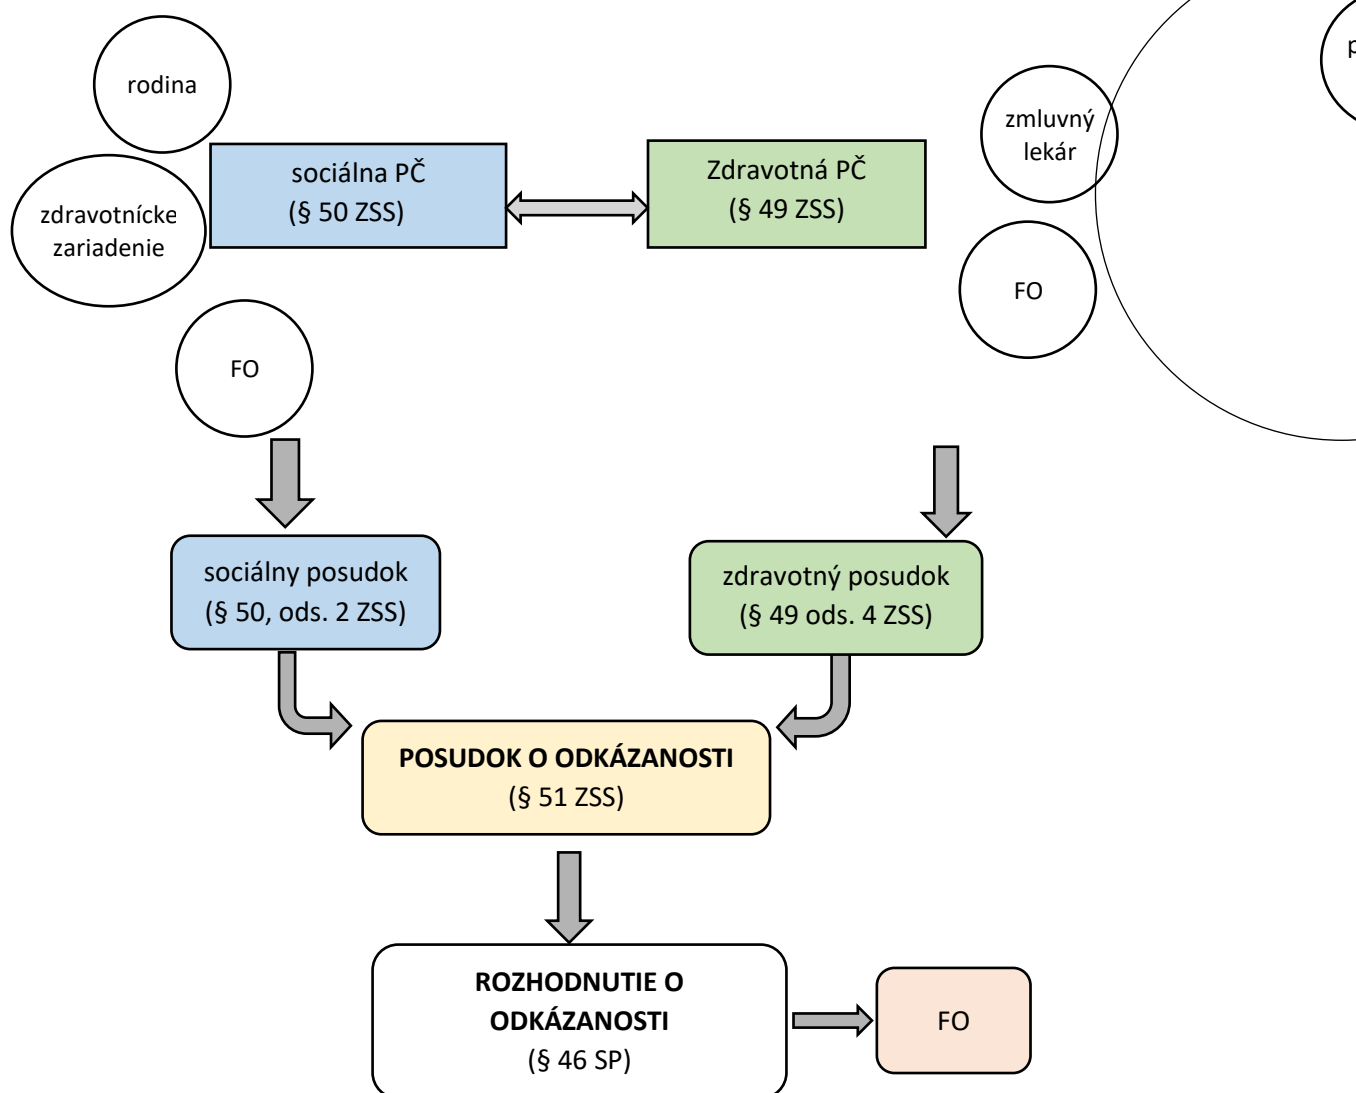 rodina
zdravotnícke
zariadenie
sociálna PČ
(§ 50 ZSS)
Zdravotná PČ
(§ 49 ZSS)
zmluvný
lekár
p
FO
FO
sociálny posudok
(§ 50, ods. 2 ZSS)
zdravotný posudok
(§ 49 ods. 4 ZSS)
POSUDOK O ODKÁZANOSTI
(§ 51 ZSS)
ROZHODNUTIE O
ODKÁZANOSTI
(§ 46 SP)
FO